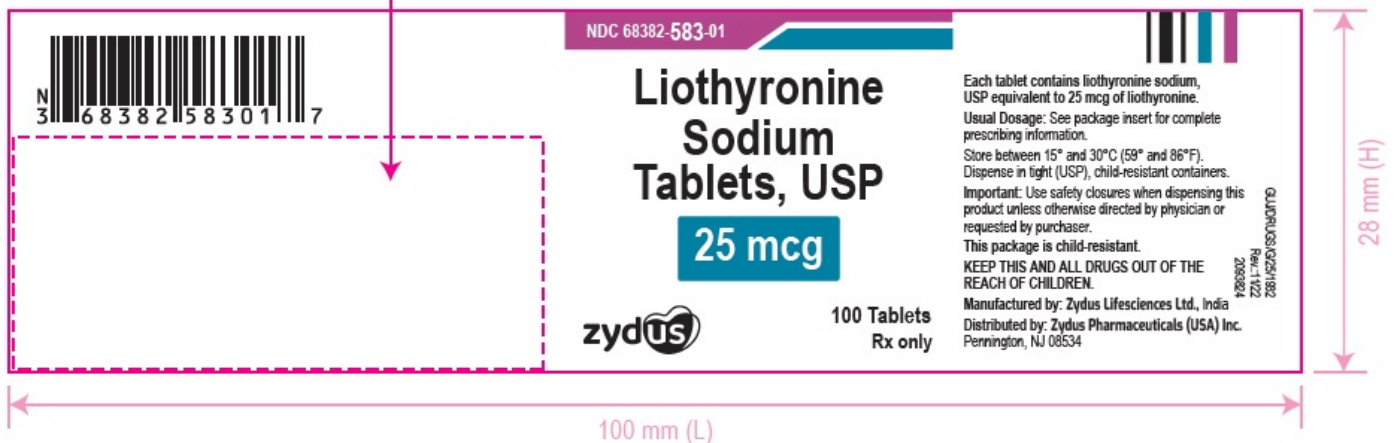 N
3 68382 58301 7
NDC 68382-583-01
Liothyronine
Sodium
Tablets, USP
25 mcg
zydus
100 Tablets
Rx only
Each tablet contains liothyronine sodium,
USP equivalent to 25 mcg of liothyronine.
Usual Dosage: See package insert for complete
prescribing information.
Store between 15° and 30°C (59° and 86°F).
Dispense in tight (USP), child-resistant containers.
Important: Use safety closures when dispensing this
product unless otherwise directed by physician or
requested by purchaser.
This package is child-resistant.
KEEP THIS AND ALL DRUGS OUT OF THE
REACH OF CHILDREN.
Manufactured by: Zydus Lifesciences Ltd., India
Distributed by: Zydus Pharmaceuticals (USA) Inc.
Pennington, NJ 08534
GUJ/DRUGS/G/25/1982
Rev.:11/22
2093824
28 mm (H)
100 mm (L)